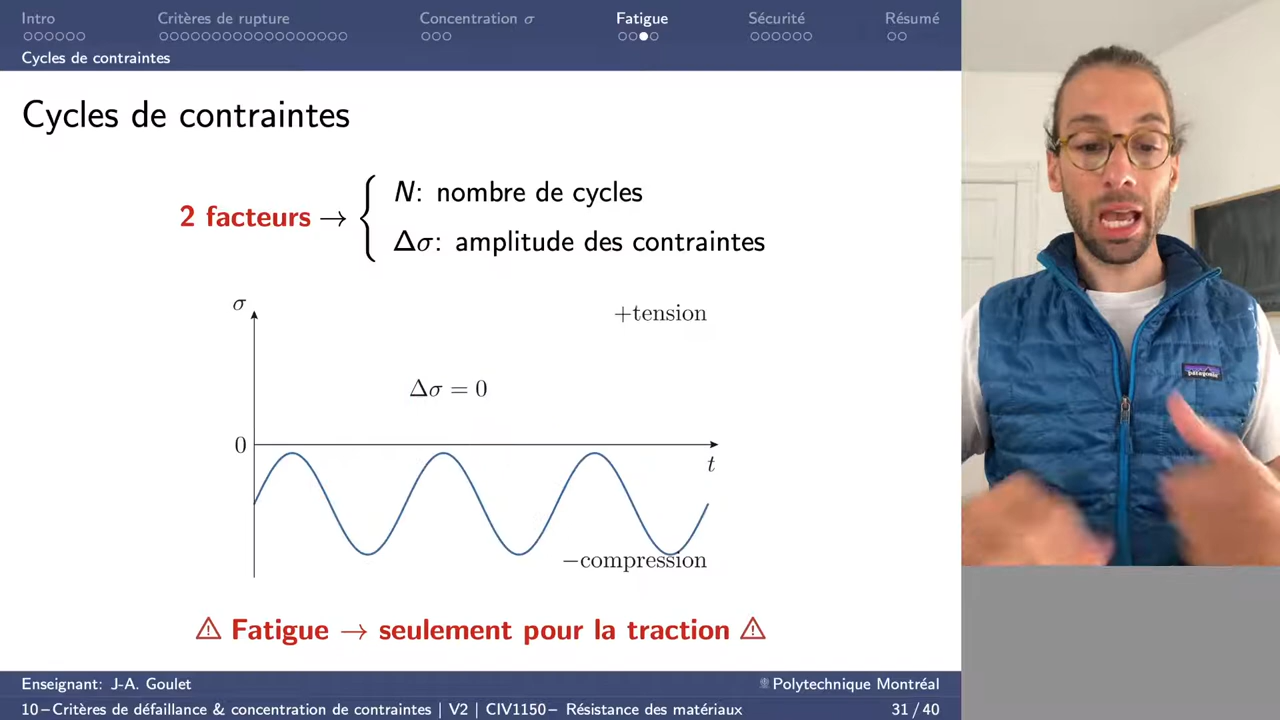 Intro Critères de rupture Concentration σ Fatigue Sécurité Résumé
Cycles de contraintes
Cycles de contraintes
2 facteurs → { N: nombre de cycles
Δσ: amplitude des contraintes
σ
+tension
Δσ = 0
0
t
−compression
⚠ Fatigue → seulement pour la traction ⚠
patagonia
Enseignant: J-A. Goulet Polytechnique Montréal
10 – Critères de défaillance & concentration de contraintes | V2 | CIV1150 – Résistance des matériaux 31 / 40